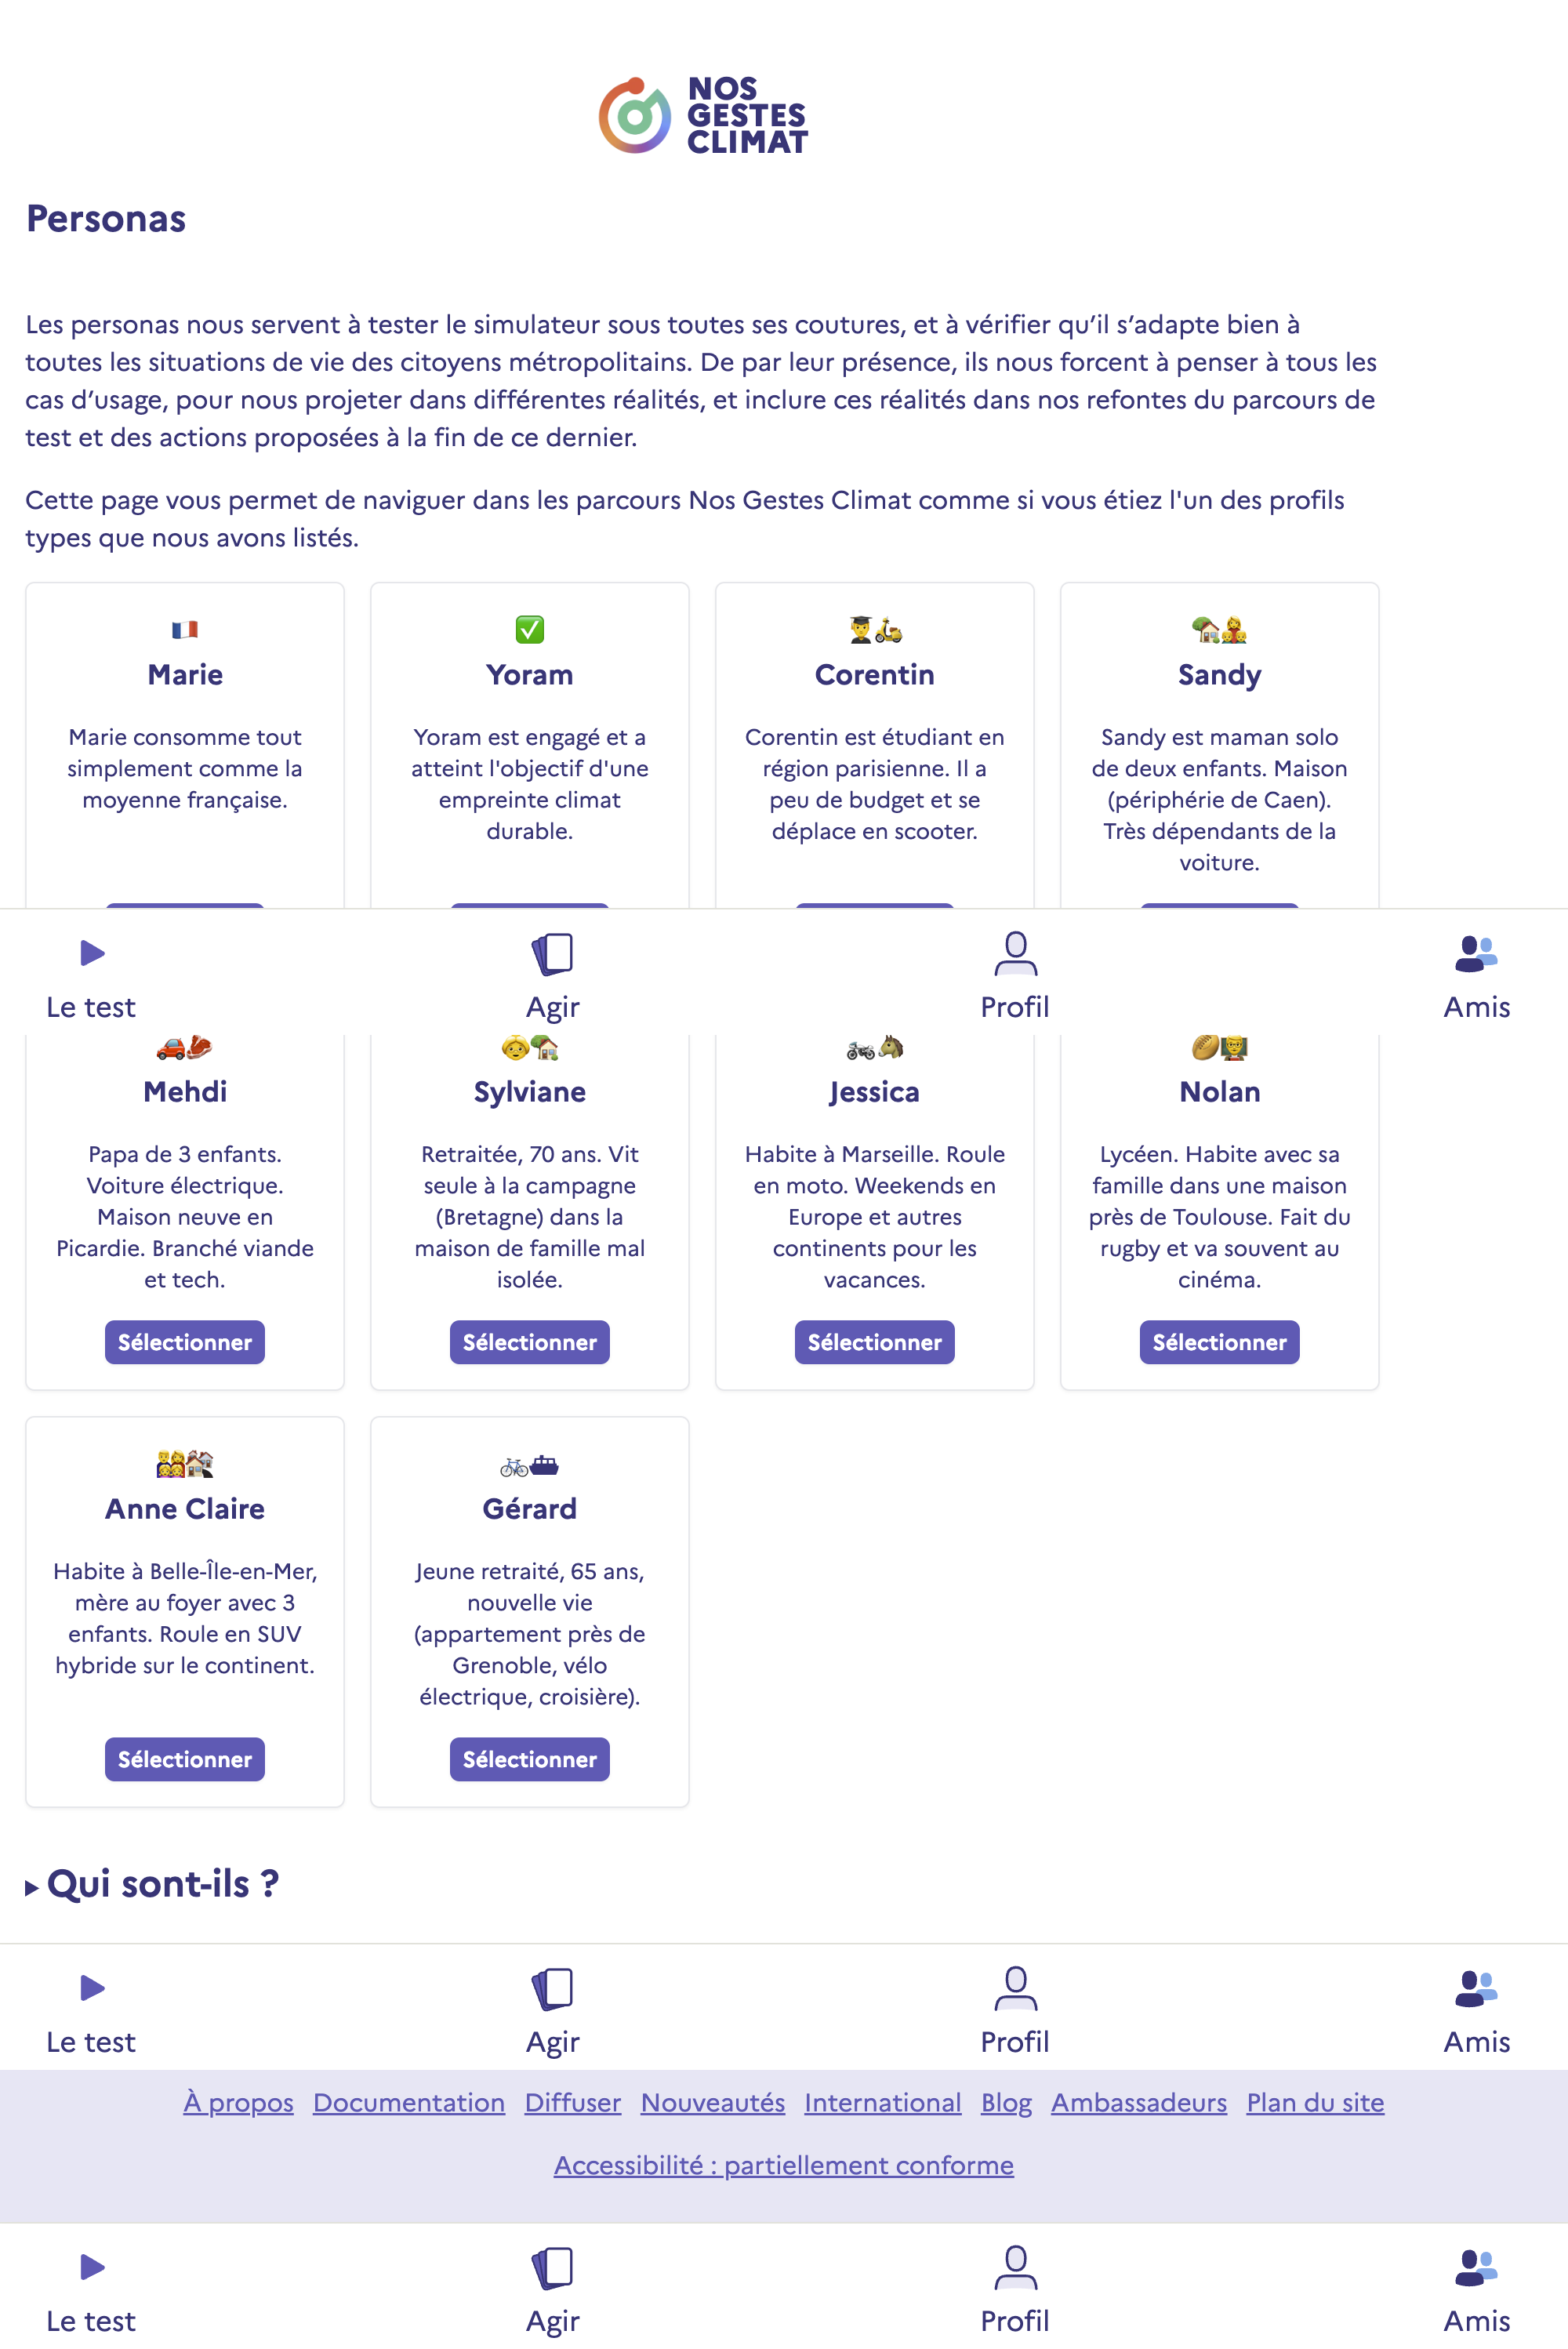 NOS
GESTES
CLIMAT
Personas
Les personas nous servent à tester le simulateur sous toutes ses coutures, et à vérifier qu’il s’adapte bien à
toutes les situations de vie des citoyens métropolitains. De par leur présence, ils nous forcent à penser à tous les
cas d’usage, pour nous projeter dans différentes réalités, et inclure ces réalités dans nos refontes du parcours de
test et des actions proposées à la fin de ce dernier.
Cette page vous permet de naviguer dans les parcours Nos Gestes Climat comme si vous étiez l'un des profils
types que nous avons listés.
Marie
Marie consomme tout
simplement comme la
moyenne française.
Yoram
Yoram est engagé et a
atteint l'objectif d'une
empreinte climat
durable.
Corentin
Corentin est étudiant en
région parisienne. Il a
peu de budget et se
déplace en scooter.
Sandy
Sandy est maman solo
de deux enfants. Maison
(périphérie de Caen).
Très dépendants de la
voiture.
Le test
Agir
Profil
Amis
Mehdi
Papa de 3 enfants.
Voiture électrique.
Maison neuve en
Picardie. Branché viande
et tech.
Sélectionner
Sylviane
Retraitée, 70 ans. Vit
seule à la campagne
(Bretagne) dans la
maison de famille mal
isolée.
Sélectionner
Jessica
Habite à Marseille. Roule
en moto. Weekends en
Europe et autres
continents pour les
vacances.
Sélectionner
Nolan
Lycéen. Habite avec sa
famille dans une maison
près de Toulouse. Fait du
rugby et va souvent au
cinéma.
Sélectionner
Anne Claire
Habite à Belle-Île-en-Mer,
mère au foyer avec 3
enfants. Roule en SUV
hybride sur le continent.
Sélectionner
Gérard
Jeune retraité, 65 ans,
nouvelle vie
(appartement près de
Grenoble, vélo
électrique, croisière).
Sélectionner
Qui sont-ils ?
Le test
Agir
Profil
Amis
À propos Documentation Diffuser Nouveautés International Blog Ambassadeurs Plan du site
Accessibilité : partiellement conforme
Le test
Agir
Profil
Amis